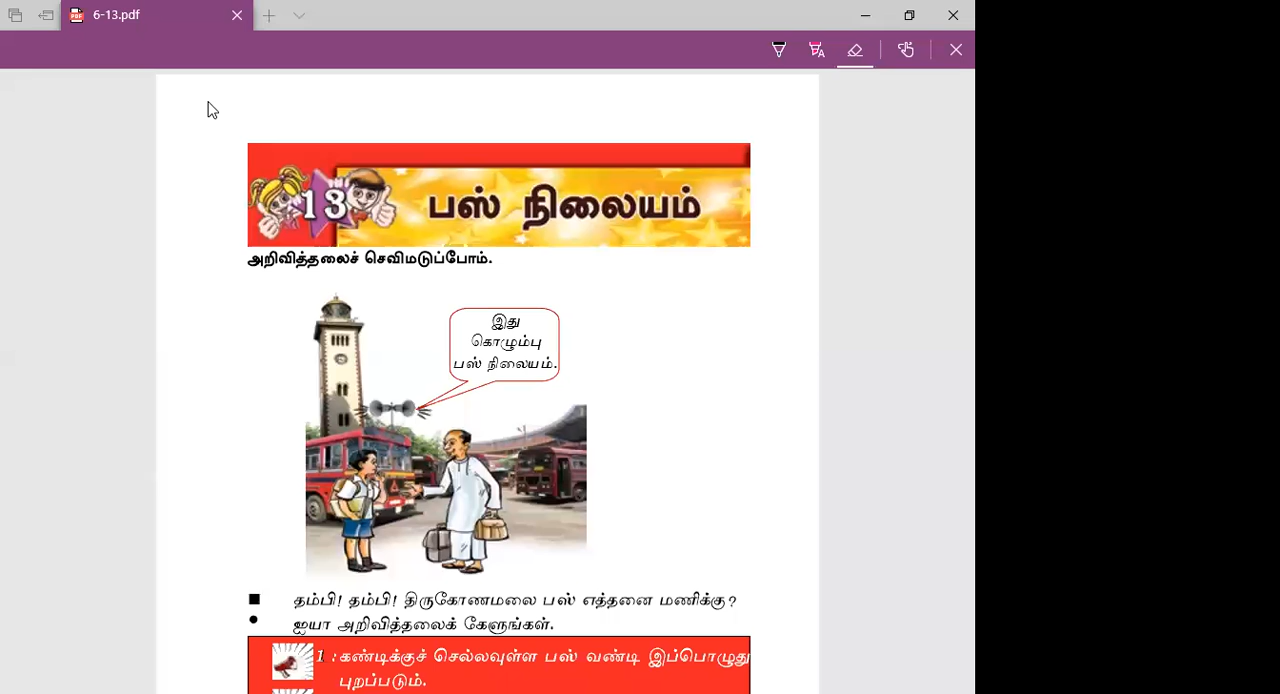 6-13.pdf
13 பஸ் நிலையம்
அறிவித்தலைச் செவிமடுப்போம்.
இது
கொழும்பு
பஸ் நிலையம்.
தம்பி! தம்பி! திருகோணமலை பஸ் எத்தனை மணிக்கு?
ஐயா அறிவித்தலைக் கேளுங்கள்.
1 : கண்டிக்குச் செல்லவுள்ள பஸ் வண்டி இப்பொழுது
புறப்படும்.